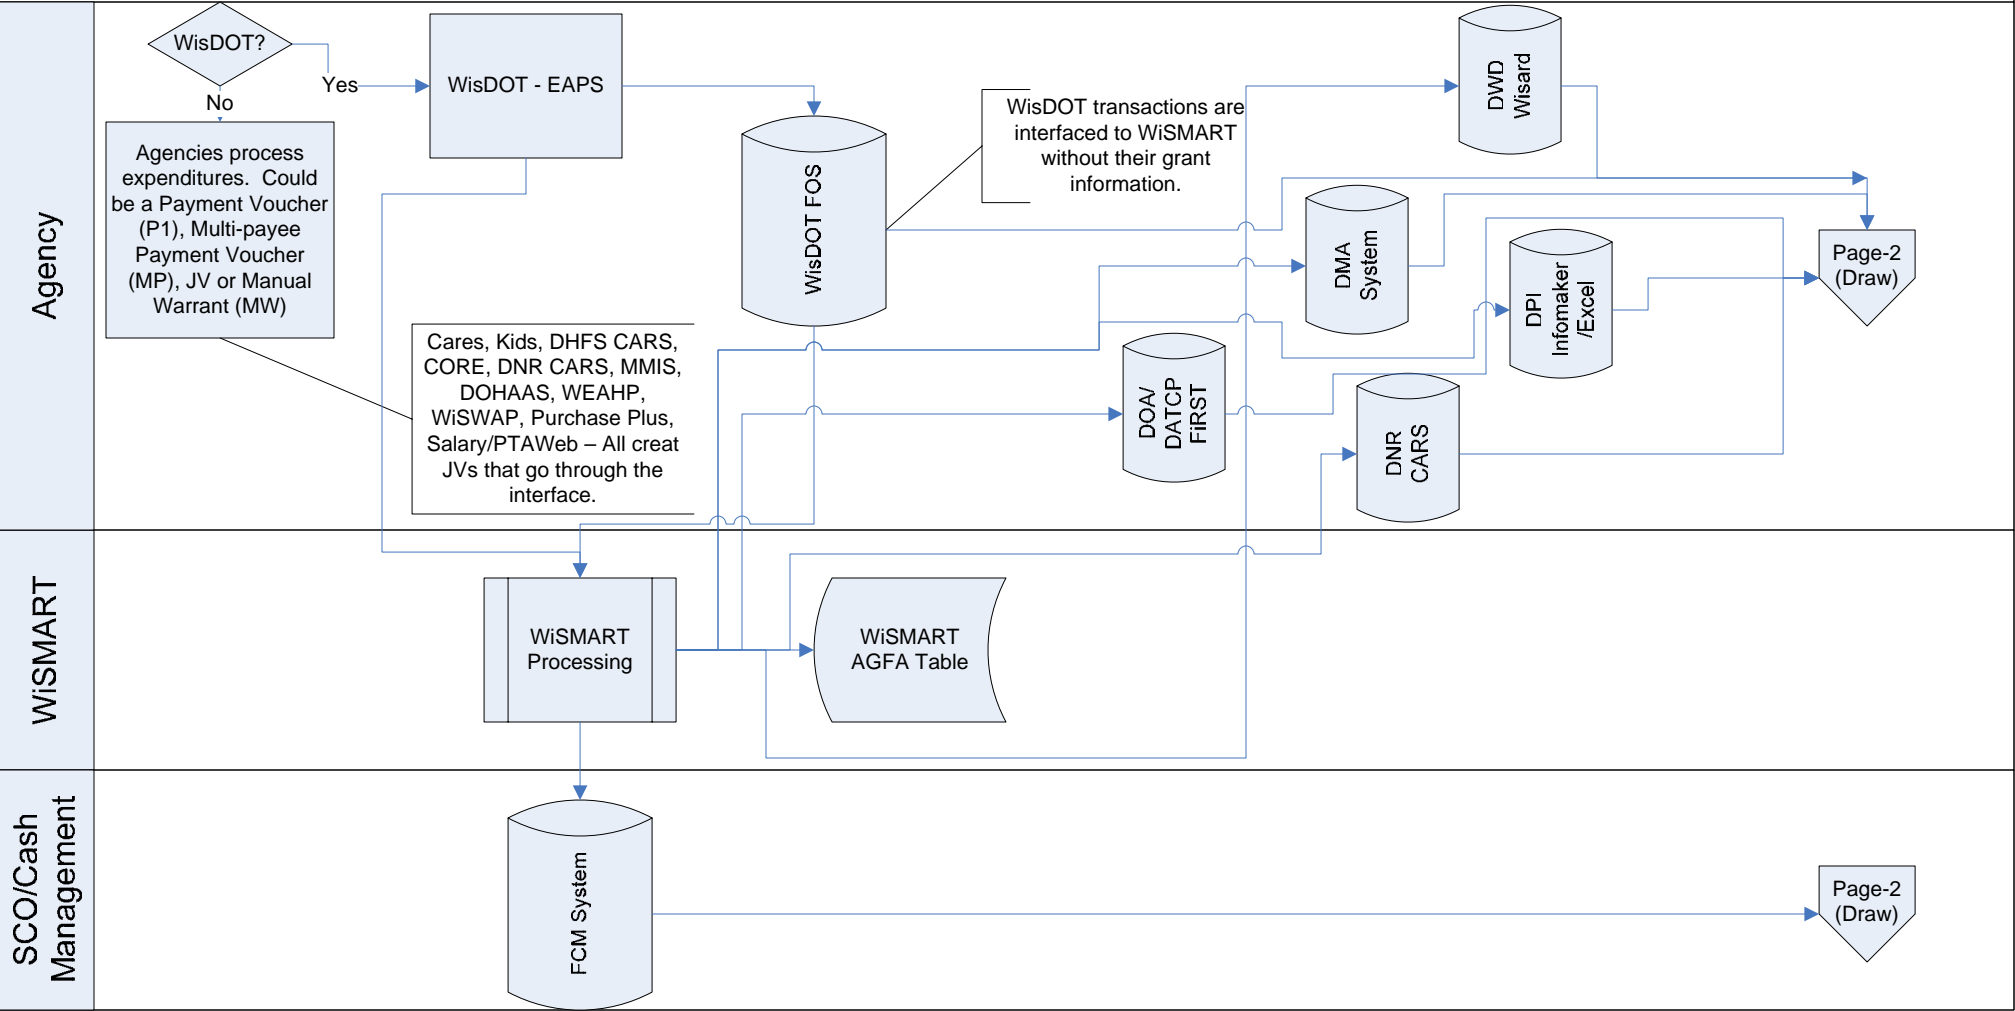 Agency
WisDOT?
Yes
No
WisDOT - EAPS
Agencies process
expenditures.  Could
be a Payment Voucher
(P1), Multi-payee
Payment Voucher
(MP), JV or Manual
Warrant (MW)
Cares, Kids, DHFS CARS,
CORE, DNR CARS, MMIS,
DOHAAS, WEAHP,
WiSWAP, Purchase Plus,
Salary/PTAWeb – All creat
JVs that go through the
interface.
WisDOT FOS
WisDOT transactions are
interfaced to WiSMART
without their grant
information.
DWD
Wisard
DMA
System
DPI
Infomaker
/Excel
DOA/
DATCP
FiRST
DNR
CARS
Page-2
(Draw)
WiSMART
WiSMART
Processing
WiSMART
AGFA Table
SCO/Cash
Management
FCM System
Page-2
(Draw)